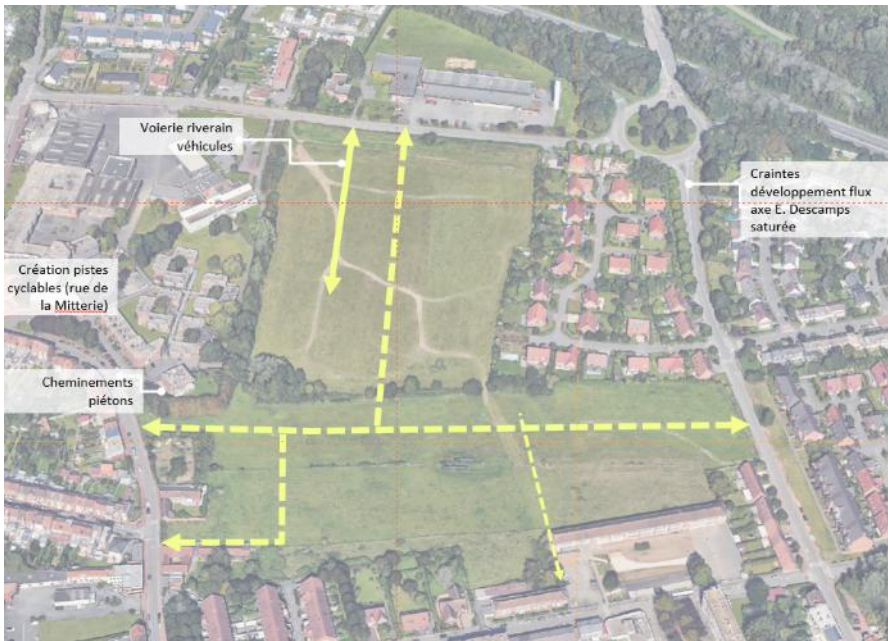 Voierie riverain
véhicules
Craintes
développement flux
axe E. Descamps
saturée
Création pistes
cyclables (rue de
la Mitterie)
Cheminements
piétons